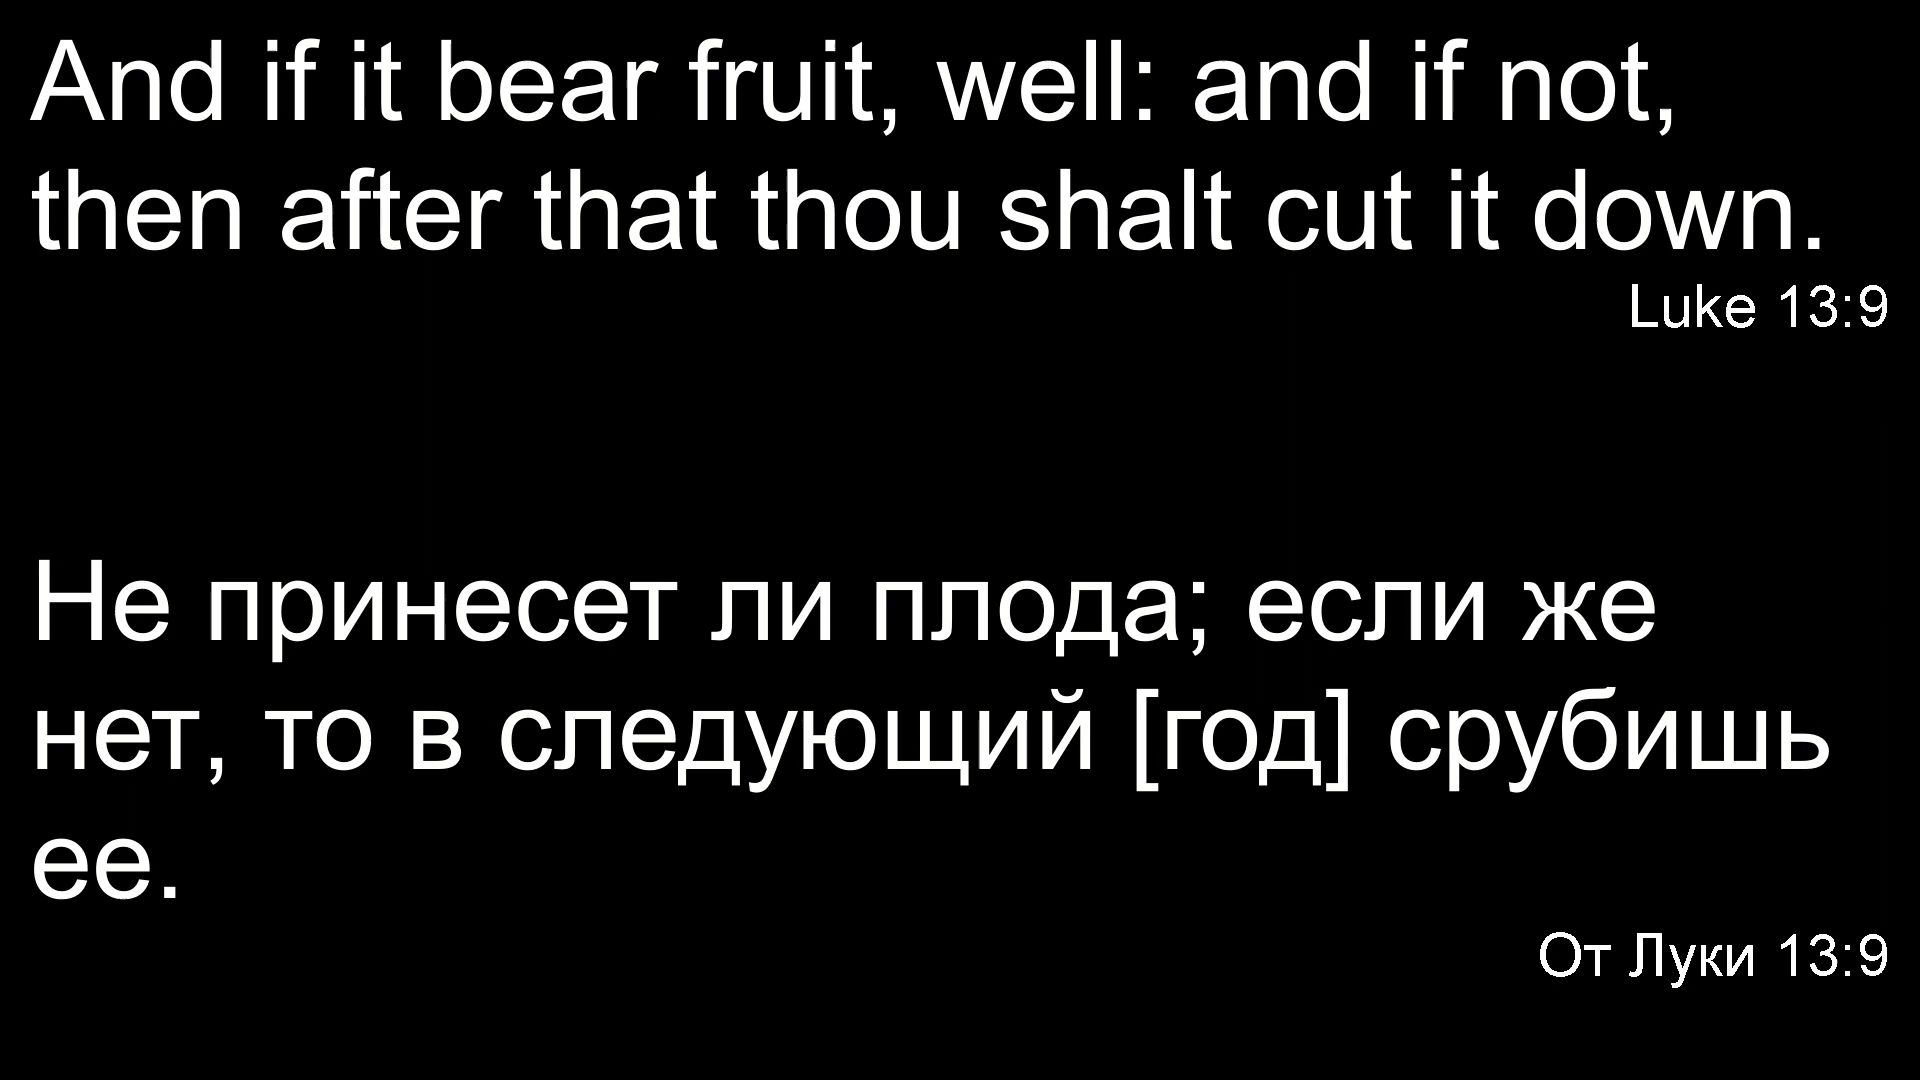 And if it bear fruit, well: and if not,
then after that thou shalt cut it down.
Luke 13:9
Не принесет ли плода; если же
нет, то в следующий [год] срубишь
ее.
От Луки 13:9